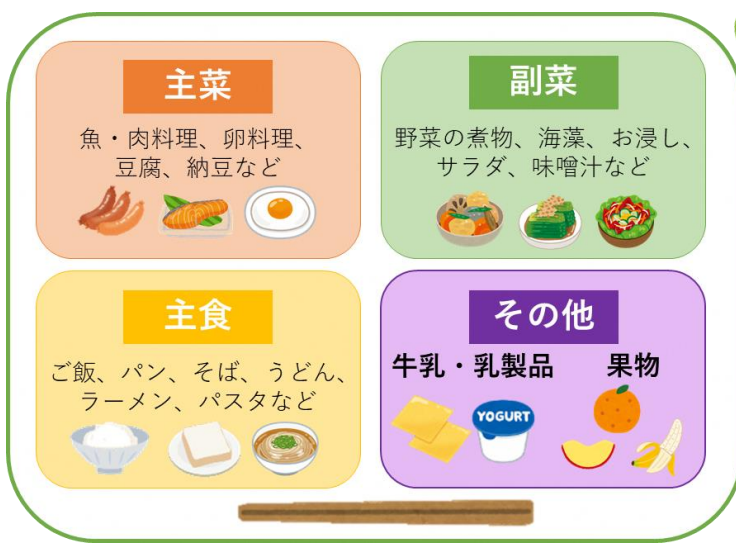 主菜
魚・肉料理、卵料理、
豆腐、納豆など
副菜
野菜の煮物、海藻、お浸し、
サラダ、味噌汁など
主食
ご飯、パン、そば、うどん、
ラーメン、パスタなど
その他
牛乳・乳製品
果物
YOGURT